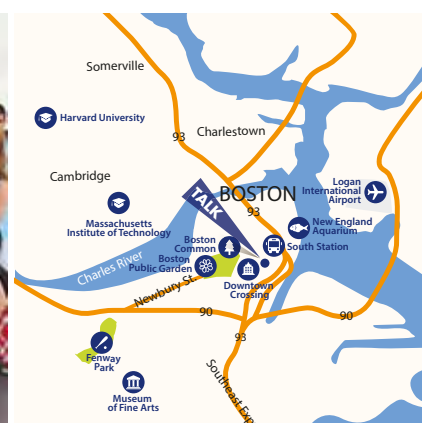 Somerville
Harvard University
93
Charlestown
Cambridge
Logan
International
Airport
TALK
BOSTON
93
Massachusetts
Institute of Technology
New England
Aquarium
Boston
Common
South Station
Charles River
Boston
Public Garden
Downtown
Crossing
Newbury St.
90
90
93
Fenway
Park
Museum
of Fine Arts
Southeast Exp